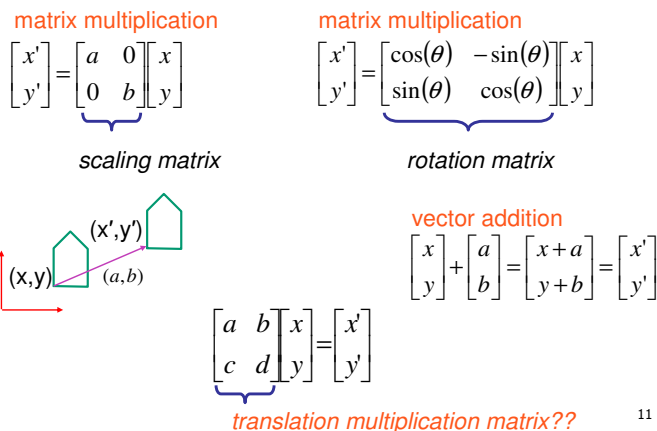 matrix multiplication
[x' y'] = [a 0; 0 b] [x y]
scaling matrix
matrix multiplication
[x' y'] = [cos(θ) −sin(θ); sin(θ) cos(θ)] [x y]
rotation matrix
(x′,y′)
(x,y)
(a,b)
vector addition
[x y] + [a b] = [x+a y+b] = [x' y']
[a b; c d] [x y] = [x' y']
translation multiplication matrix??
11